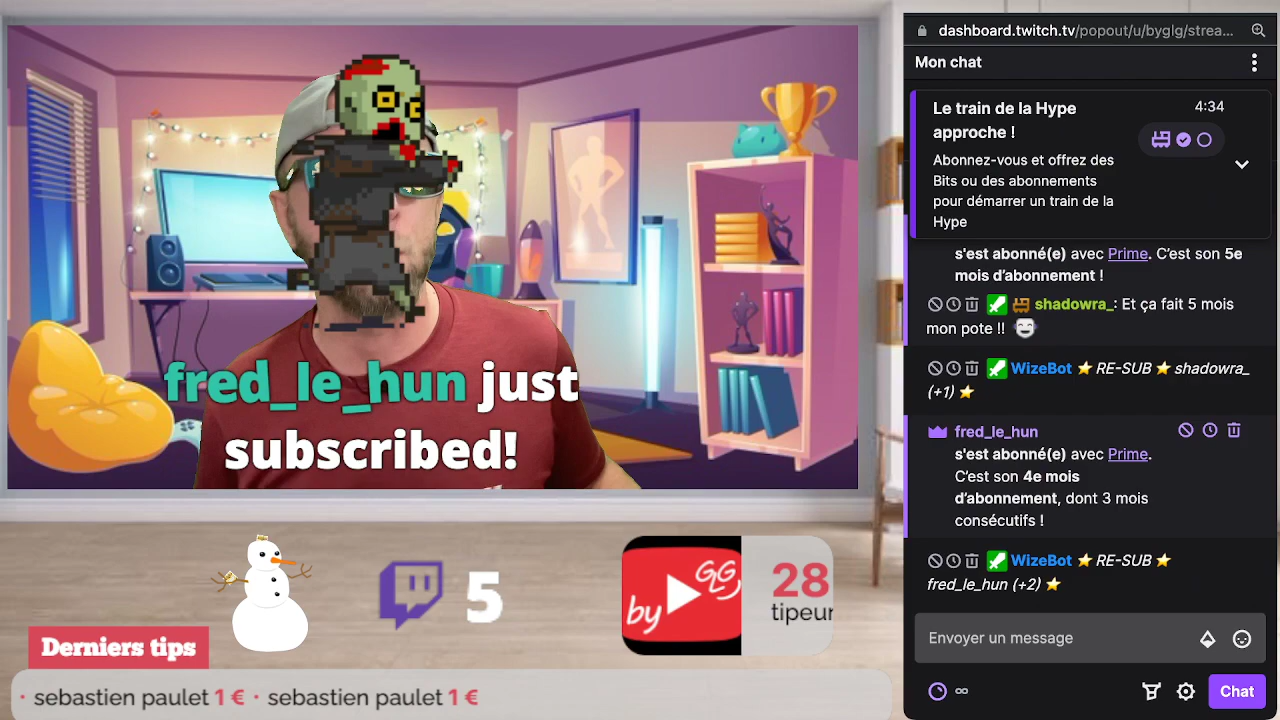 fred_le_hun just
subscribed!
5
by GLG
28
tipeur
Derniers tips
· sebastien paulet 1 € · sebastien paulet 1 €
dashboard.twitch.tv/popout/u/byglg/strea...
Mon chat
Le train de la Hype
approche !
4:34
Abonnez-vous et offrez des
Bits ou des abonnements
pour démarrer un train de la
Hype
s'est abonné(e) avec Prime. C'est son 5e
mois d'abonnement !
shadowra_: Et ça fait 5 mois
mon pote !!
WizeBot ⭐ RE-SUB ⭐ shadowra_
(+1) ⭐
fred_le_hun
s'est abonné(e) avec Prime.
C'est son 4e mois
d'abonnement, dont 3 mois
consécutifs !
WizeBot ⭐ RE-SUB ⭐
fred_le_hun (+2) ⭐
Envoyer un message
∞
Chat